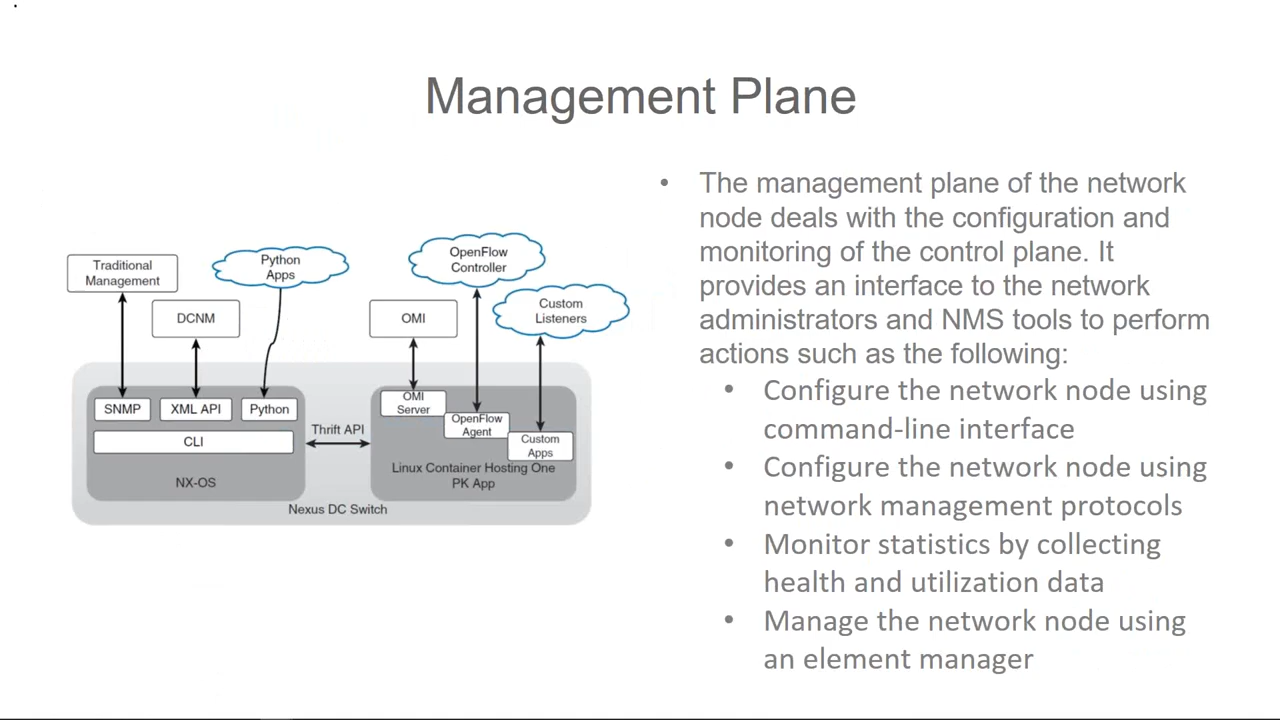 Management Plane
Traditional
Management
Python
Apps
OpenFlow
Controller
DCNM
OMI
Custom
Listeners
SNMP
XML API
Python
CLI
NX-OS
Thrift API
OMI
Server
OpenFlow
Agent
Custom
Apps
Linux Container Hosting One
PK App
Nexus DC Switch
• The management plane of the network
node deals with the configuration and
monitoring of the control plane. It
provides an interface to the network
administrators and NMS tools to perform
actions such as the following:
• Configure the network node using
command-line interface
• Configure the network node using
network management protocols
• Monitor statistics by collecting
health and utilization data
• Manage the network node using
an element manager